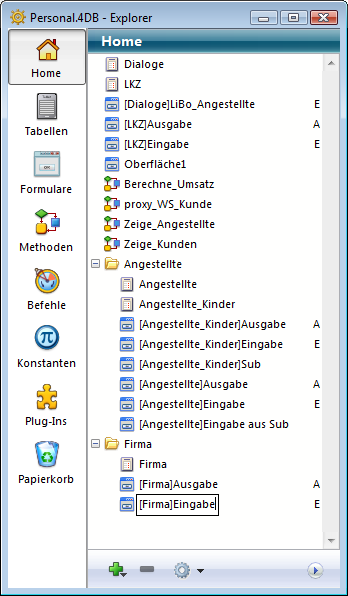 Personal.4DB - Explorer
Home
Home
Tabellen
Formulare
Methoden
Befehle
Konstanten
Plug-Ins
Papierkorb
Dialoge
LKZ
[Dialoge]LiBo_Angestellte E
[LKZ]Ausgabe A
[LKZ]Eingabe E
Oberfläche1
Berechne_Umsatz
proxy_WS_Kunde
Zeige_Angestellte
Zeige_Kunden
Angestellte
Angestellte
Angestellte_Kinder
[Angestellte_Kinder]Ausgabe A
[Angestellte_Kinder]Eingabe E
[Angestellte_Kinder]Sub
[Angestellte]Ausgabe A
[Angestellte]Eingabe E
[Angestellte]Eingabe aus Sub
Firma
Firma
[Firma]Ausgabe A
[Firma]Eingabe E